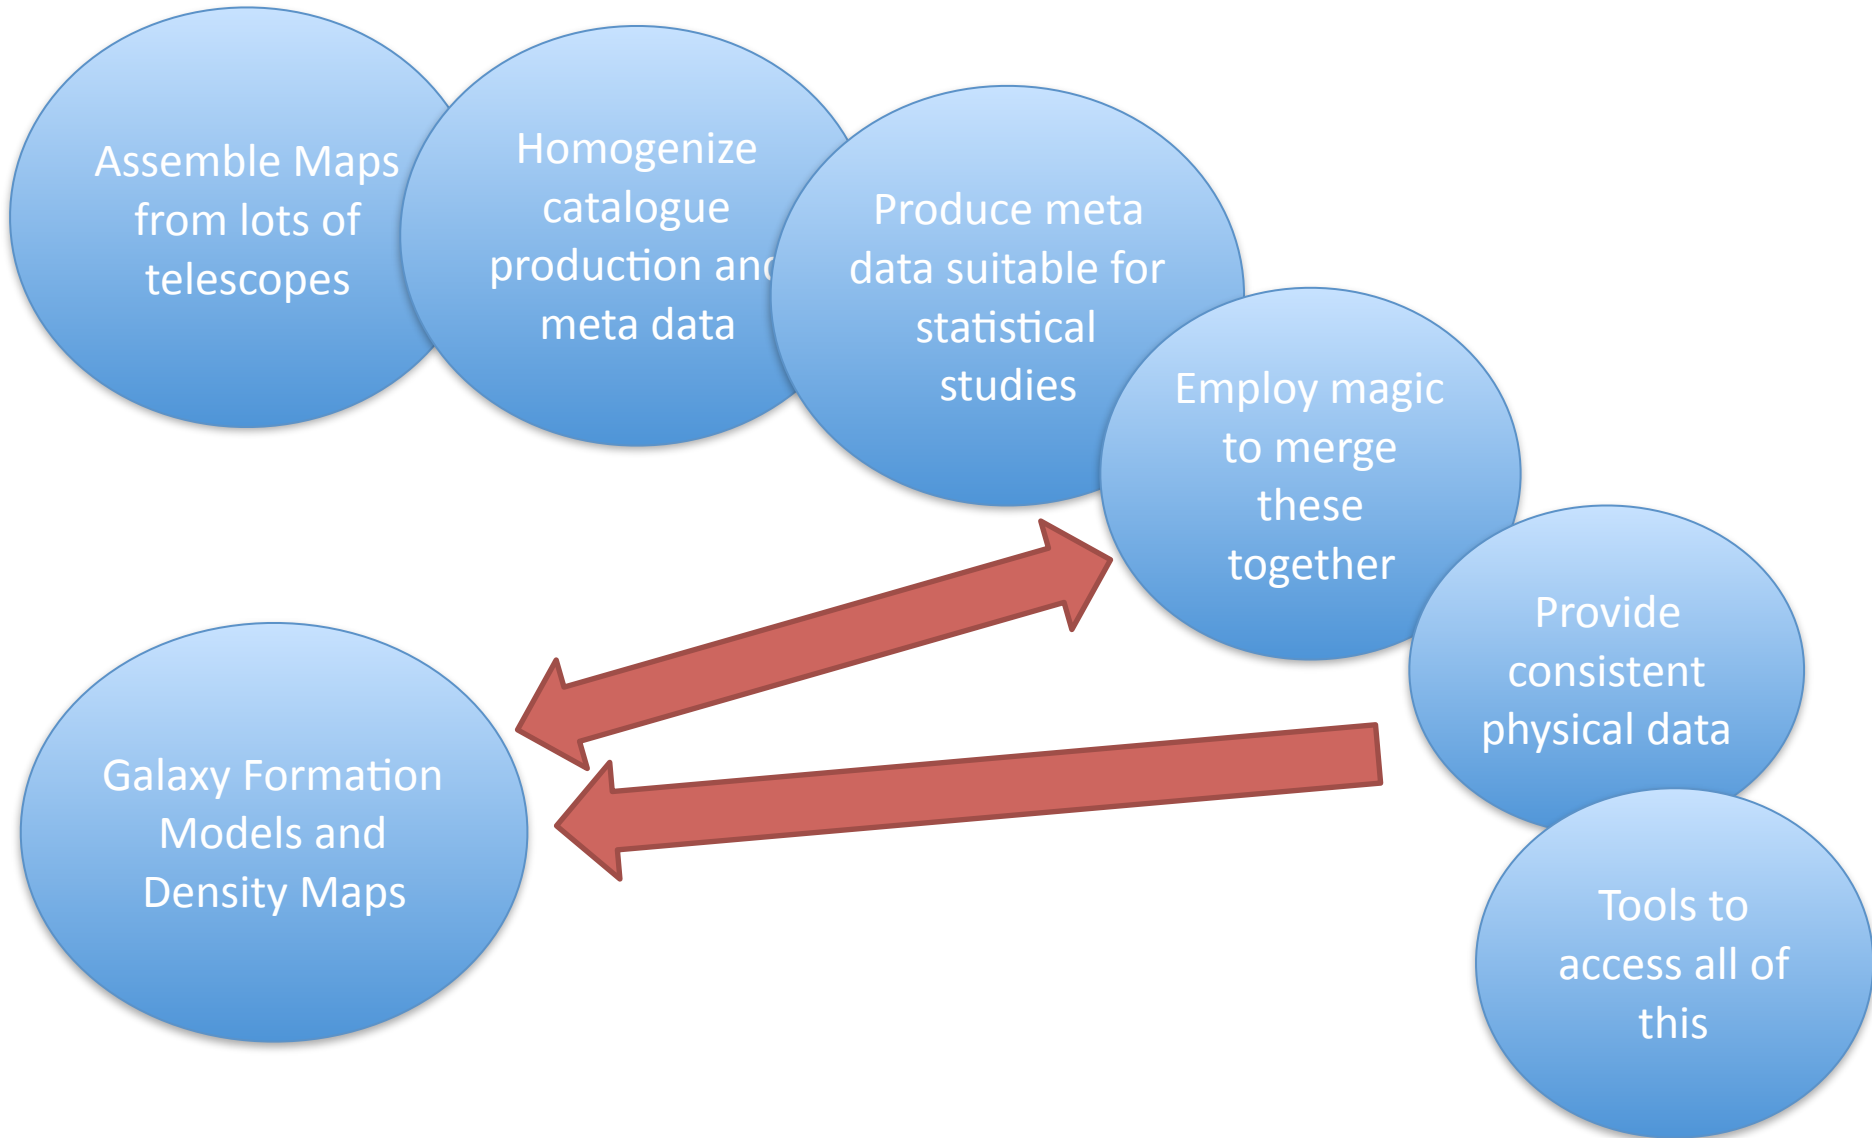 Assemble Maps
from lots of
telescopes
Homogenize
catalogue
production and
meta data
Produce meta
data suitable for
statistical
studies
Employ magic
to merge
these
together
Provide
consistent
physical data
Tools to
access all of
this
Galaxy Formation
Models and
Density Maps